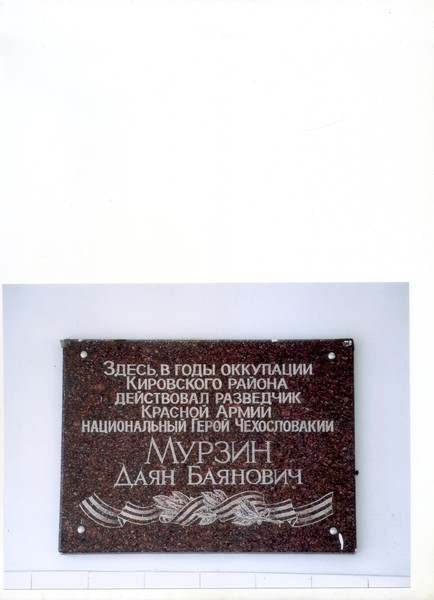 Здесь, в годы оккупации
Кировского района
действовал разведчик
Красной Армии
национальный Герой Чехословакии
Мурзин
Даян Баянович